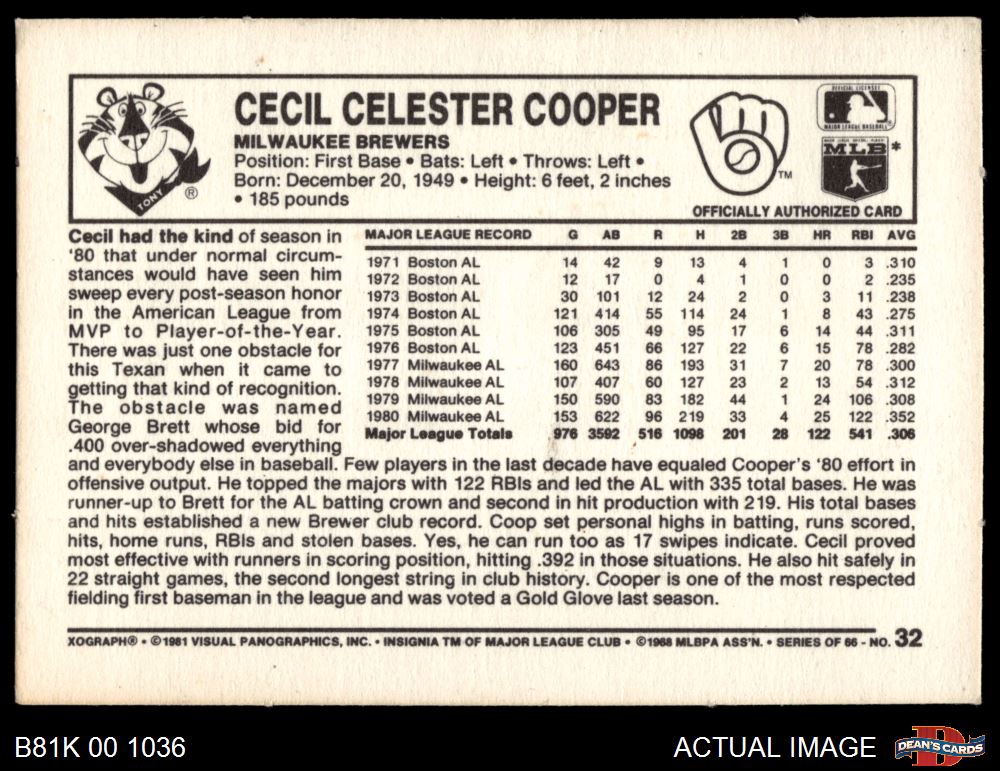 CECIL CELESTER COOPER
MILWAUKEE BREWERS
Position: First Base • Bats: Left • Throws: Left •
Born: December 20, 1949 • Height: 6 feet, 2 inches
• 185 pounds
TONY ®
TM
MAJOR LEAGUE BASEBALL
MLB *
OFFICIALLY AUTHORIZED CARD
Cecil had the kind of season in
'80 that under normal circum-
stances would have seen him
sweep every post-season honor
in the American League from
MVP to Player-of-the-Year.
There was just one obstacle for
this Texan when it came to
getting that kind of recognition.
The obstacle was named
George Brett whose bid for
.400 over-shadowed everything
MAJOR LEAGUE RECORD G AB R H 2B 3B HR RBI AVG
1971 Boston AL 14 42 9 13 4 1 0 3 .310
1972 Boston AL 12 17 0 4 1 0 0 2 .235
1973 Boston AL 30 101 12 24 2 0 3 11 .238
1974 Boston AL 121 414 55 114 24 1 8 43 .275
1975 Boston AL 106 305 49 95 17 6 14 44 .311
1976 Boston AL 123 451 66 127 22 6 15 78 .282
1977 Milwaukee AL 160 643 86 193 31 7 20 78 .300
1978 Milwaukee AL 107 407 60 127 23 2 13 54 .312
1979 Milwaukee AL 150 590 83 182 44 1 24 106 .308
1980 Milwaukee AL 153 622 96 219 33 4 25 122 .352
Major League Totals 976 3592 516 1098 201 28 122 541 .306
and everybody else in baseball. Few players in the last decade have equaled Cooper's '80 effort in
offensive output. He topped the majors with 122 RBIs and led the AL with 335 total bases. He was
runner-up to Brett for the AL batting crown and second in hit production with 219. His total bases
and hits established a new Brewer club record. Coop set personal highs in batting, runs scored,
hits, home runs, RBIs and stolen bases. Yes, he can run too as 17 swipes indicate. Cecil proved
most effective with runners in scoring position, hitting .392 in those situations. He also hit safely in
22 straight games, the second longest string in club history. Cooper is one of the most respected
fielding first baseman in the league and was voted a Gold Glove last season.
XOGRAPH® • ©1981 VISUAL PANOGRAPHICS, INC. • INSIGNIA TM OF MAJOR LEAGUE CLUB • ©1968 MLBPA ASS'N. • SERIES OF 66 - NO. 32
B81K 00 1036
ACTUAL IMAGE
DEAN'S CARDS